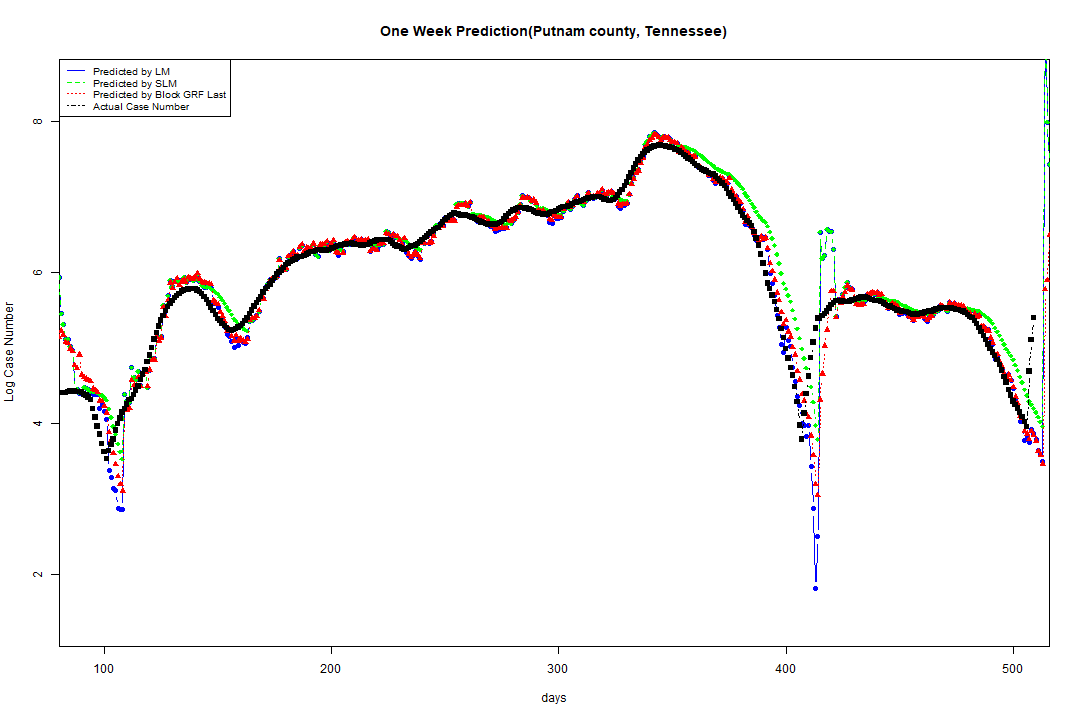 One Week Prediction(Putnam county, Tennessee)
Predicted by LM
Predicted by SLM
Predicted by Block GRF Last
Actual Case Number
8
6
4
2
Log Case Number
100 200 300 400 500
days